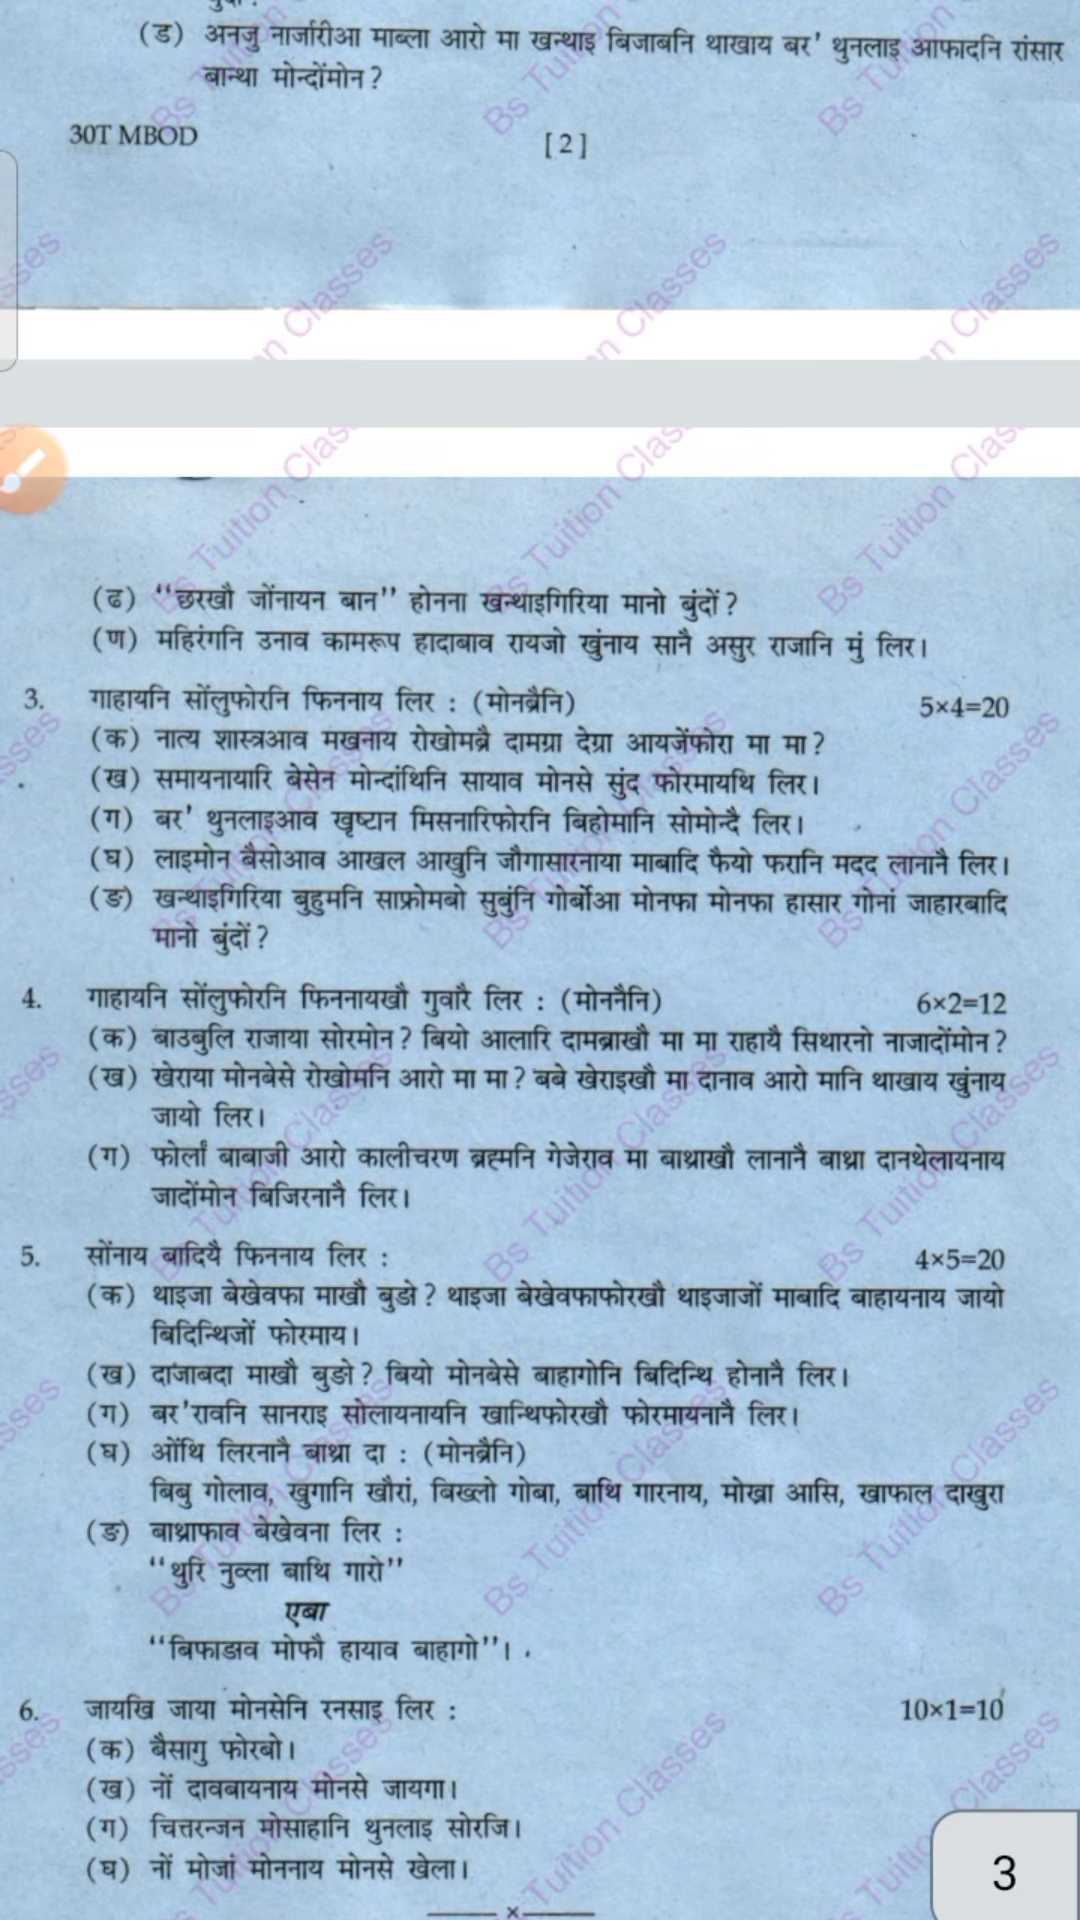 (ड) अनजु नार्जारीआ माब्ला आरो मा खन्थाइ बिजाबनि थाखाय बर' थुनलाइ आफादनि रांसार
बान्था मोन्दोंमोन?
30T MBOD
[2]
(ढ) "छरखौ जोंनायन बान" होनना खन्थाइगिरिया मानो बुंदों?
(ण) महिरंगनि उनाव कामरूप हादाबाव रायजो खुंनाय सानै असुर राजानि मुं लिर।
3. गाहायनि सोंलुफोरनि फिननाय लिर : (मोनब्रैनि) 5×4=20
(क) नात्य शास्त्रआव मखनाय रोखोमब्रै दामग्रा देग्रा आयजेंफोरा मा मा?
(ख) समायनायारि बेसेन मोन्दांथिनि सायाव मोनसे सुंद फोरमायथि लिर।
(ग) बर' थुनलाइआव खृष्टान मिसनारिफोरनि बिहोमानि सोमोन्दै लिर।
(घ) लाइमोन बैसोआव आखल आखुनि जौगासारनाया माबादि फैयो फरानि मदद लानानै लिर।
(ङ) खन्थाइगिरिया बुहुमनि साफ्रोमबो सुबुंनि गोर्बोआ मोनफा मोनफा हासार गोनां जाहारबादि
मानो बुंदों?
4. गाहायनि सोंलुफोरनि फिननायखौ गुवारै लिर : (मोननैनि) 6×2=12
(क) बाउबुलि राजाया सोरमोन? बियो आलारि दामब्राखौ मा मा राहायै सिथारनो नाजादोंमोन?
(ख) खेराया मोनबेसे रोखोमनि आरो मा मा? बबे खेराइखौ मा दानाव आरो मानि थाखाय खुंनाय
जायो लिर।
(ग) फोर्लां बाबाजी आरो कालीचरण ब्रह्मनि गेजेराव मा बाथ्राखौ लानानै बाथ्रा दानथेलायनाय
जादोंमोन बिजिरनानै लिर।
5. सोंनाय बादियै फिननाय लिर : 4×5=20
(क) थाइजा बेखेवफा माखौ बुङो? थाइजा बेखेवफाफोरखौ थाइजाजों माबादि बाहायनाय जायो
बिदिन्थिजों फोरमाय।
(ख) दाजाबदा माखौ बुङो? बियो मोनबेसे बाहागोनि बिदिन्थि होनानै लिर।
(ग) बर'रावनि सानराइ सोलायनायनि खान्थिफोरखौ फोरमायनानै लिर।
(घ) ओंथि लिरनानै बाथ्रा दा : (मोनब्रैनि)
बिबु गोलाव, खुगानि खौरां, बिख्लो गोबा, बाथि गारनाय, मोख्रा आसि, खाफाल दाखुरा
(ङ) बाथ्राफाव बेखेवना लिर :
"थुरि नुव्ला बाथि गारो"
एबा
"बिफाङाव मोफौ हायाव बाहागो"।
6. जायखि जाया मोनसेनि रनसाइ लिर : 10×1=10
(क) बैसागु फोरबो।
(ख) नों दावबायनाय मोनसे जायगा।
(ग) चित्तरन्जन मोसाहानि थुनलाइ सोरजि।
(घ) नों मोजां मोननाय मोनसे खेला।
3